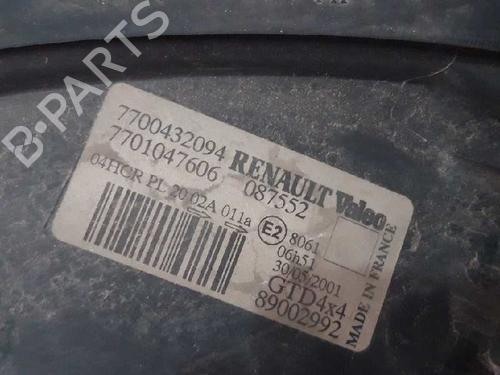 B-PARTS
7700432094 RENAULT Valeo
7701047606 087552
04HCR PL 20 02A 011a
E2 8061
06h51
30/05/2001
GTD4x4
89002992
MADE IN FRANCE